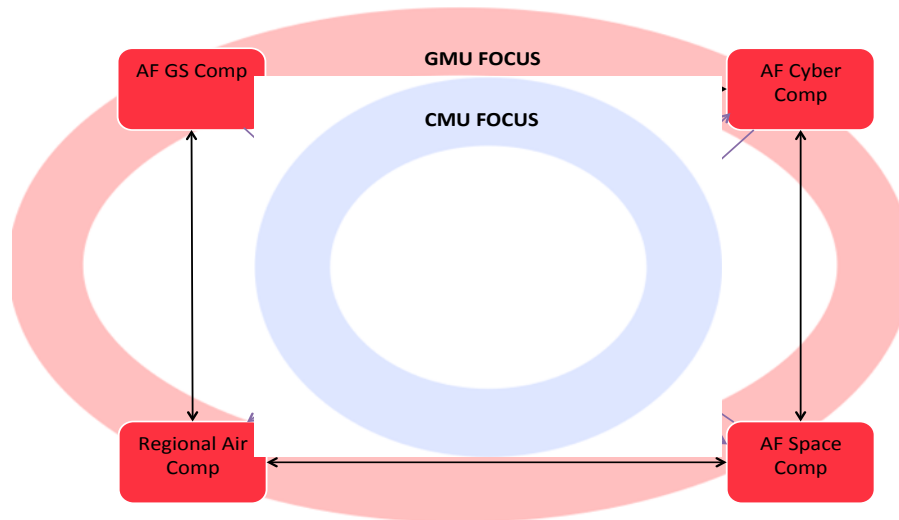 GMU FOCUS
AF GS Comp
AF Cyber
Comp
CMU FOCUS
Regional Air
Comp
AF Space
Comp